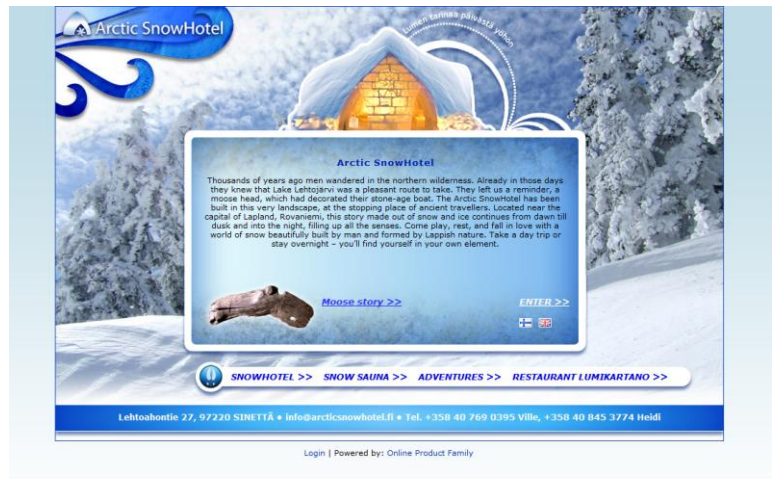 Arctic SnowHotel
Lumen tarinaa päivästä yöhön
Arctic SnowHotel
Thousands of years ago men wandered in the northern wilderness. Already in those days
they knew that Lake Lehtojärvi was a pleasant route to take. They left us a reminder, a
moose head, which had decorated their stone-age boat. The Arctic SnowHotel has been
built in this very landscape, at the stopping place of ancient travellers. Located near the
capital of Lapland, Rovaniemi, this story made out of snow and ice continues from dawn till
dusk and into the night, filling up all the senses. Come play, rest, and fall in love with a
world of snow beautifully built by man and formed by Lappish nature. Take a day trip or
stay overnight – you'll find yourself in your own element.
Moose story >> ENTER >>
SNOWHOTEL >> SNOW SAUNA >> ADVENTURES >> RESTAURANT LUMIKARTANO >>
Lehtoahontie 27, 97220 SINETTÄ ● info@arcticsnowhotel.fi ● Tel. +358 40 769 0395 Ville, +358 40 845 3774 Heidi
Login | Powered by: Online Product Family